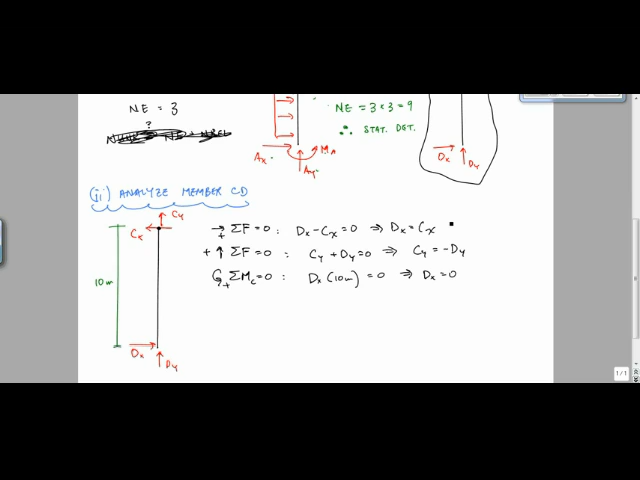 NE = 3
?
NE = 3 × 3 = 9
∴ STAT. DGT.
Ax
MA
Ay
Dx
Dy
(ii) ANALYZE MEMBER CD
Cy
Cx
10m
Dx
Dy
→+ ΣF = 0 : Dx - Cx = 0 ⇒ Dx = Cx
+↑ ΣF = 0 : Cy + Dy = 0 ⇒ Cy = -Dy
+ ΣMc = 0 : Dx (10m) = 0 ⇒ Dx = 0
1/1